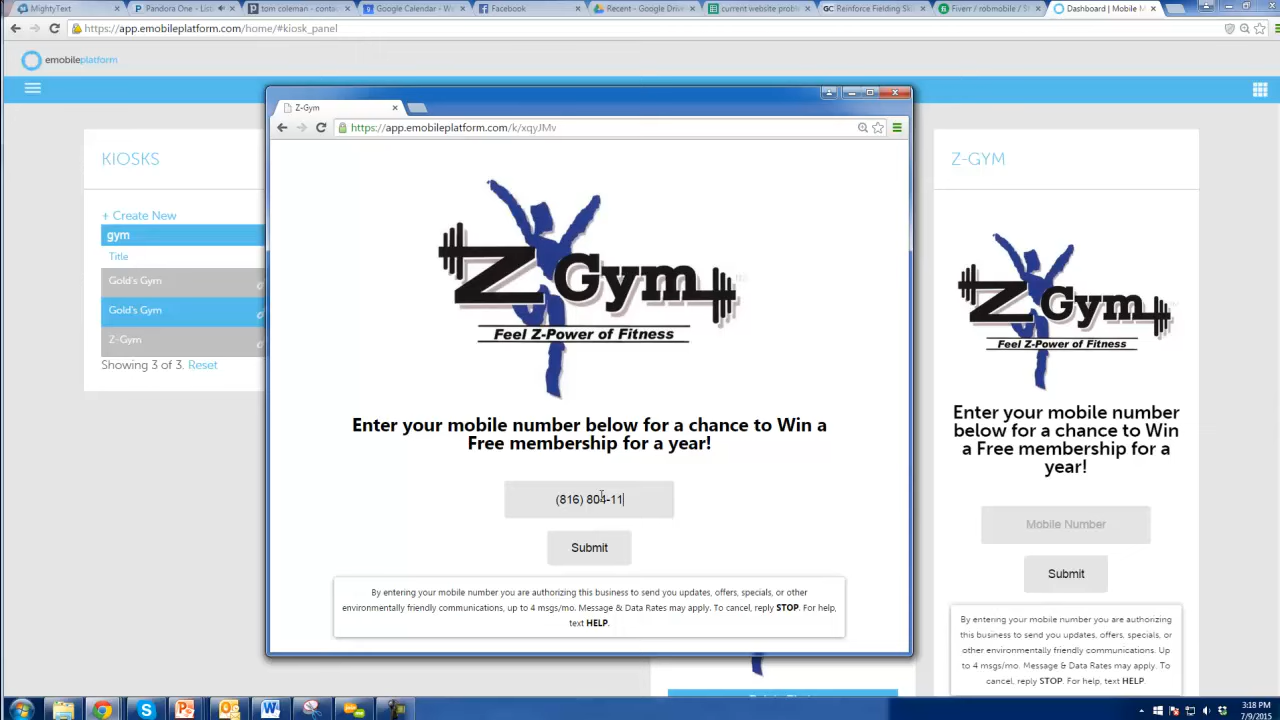 MightyText
Pandora One - List
tom coleman - contac
Google Calendar - We
Facebook
Recent - Google Drive
current website probl
GC Reinforce Fielding Ski
Fiverr / robmobile / S
Dashboard | Mobile M
https://app.emobileplatform.com/home/#kiosk_panel
emobileplatform
KIOSKS
+ Create New
gym
Title
Gold's Gym
Gold's Gym
Z-Gym
Showing 3 of 3. Reset
Z-Gym
https://app.emobileplatform.com/k/xqyJMv
Z Gym
Feel Z-Power of Fitness
Enter your mobile number below for a chance to Win a
Free membership for a year!
(816) 804-11
Submit
By entering your mobile number you are authorizing this business to send you updates, offers, specials, or other
environmentally friendly communications, up to 4 msgs/mo. Message & Data Rates may apply. To cancel, reply STOP. For help,
text HELP.
Z-GYM
Z Gym
Feel Z-Power of Fitness
Enter your mobile number
below for a chance to Win
a Free membership for a
year!
Mobile Number
Submit
By entering your mobile number you are authorizing
this business to send you updates, offers, specials, or
other environmentally friendly communications. Up
to 4 msgs/mo. Message & Data Rates may apply. To
cancel, reply STOP. For help, text HELP.
3:18 PM
7/9/2015